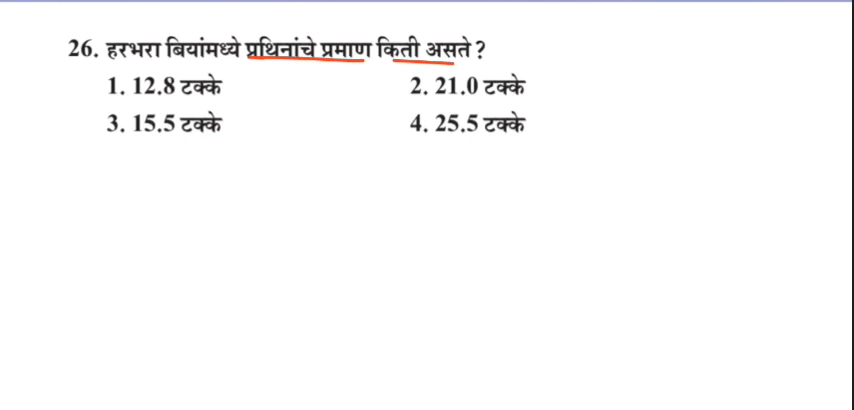 26. हरभरा बियांमध्ये प्रथिनांचे प्रमाण किती असते ?
1. 12.8 टक्के 2. 21.0 टक्के
3. 15.5 टक्के 4. 25.5 टक्के